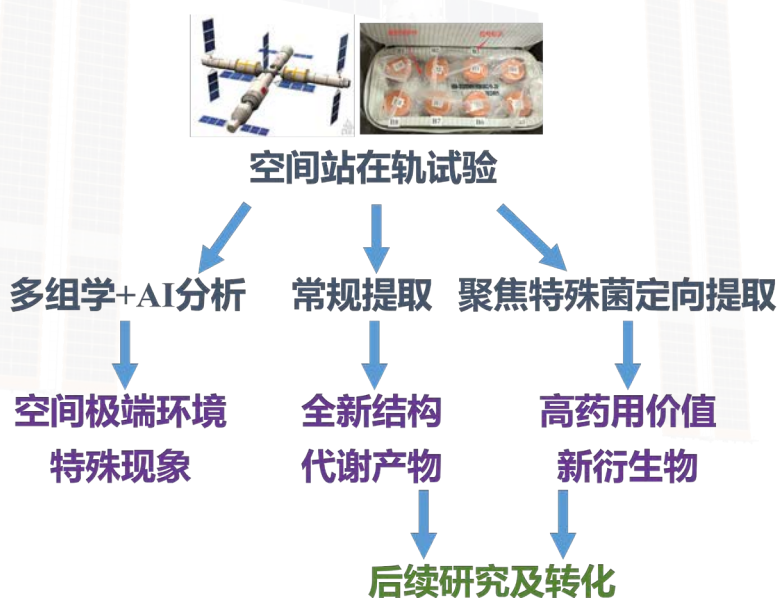 空间站在轨试验
多组学+AI分析
常规提取
聚焦特殊菌定向提取
空间极端环境
特殊现象
全新结构
代谢产物
高药用价值
新衍生物
后续研究及转化